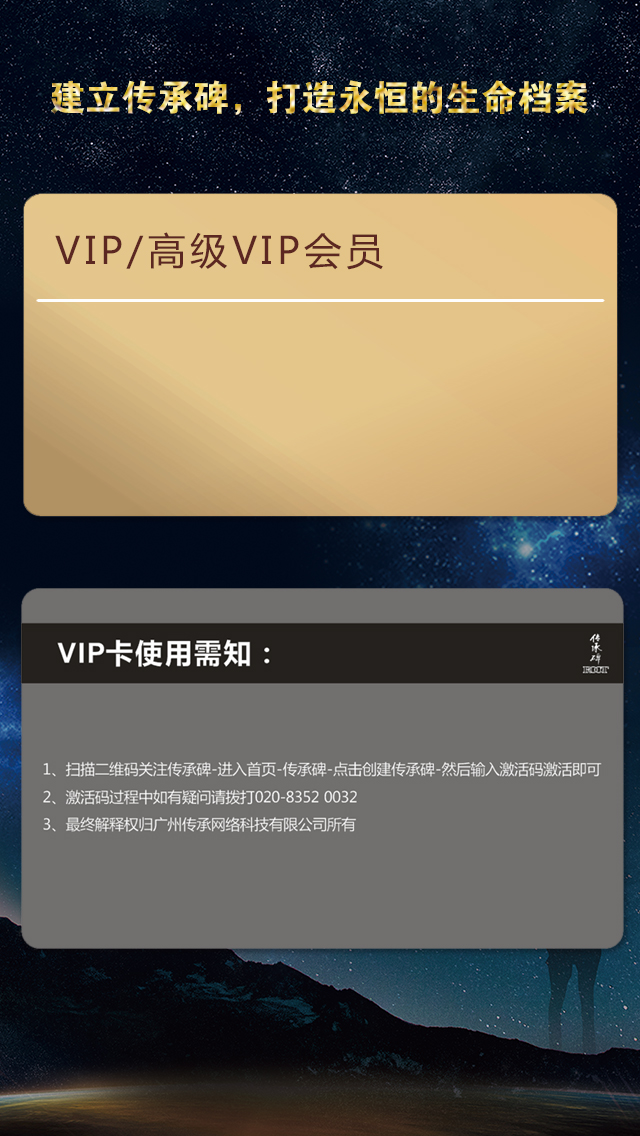 建立传承碑，打造永恒的生命档案
VIP/高级VIP会员
VIP卡使用需知：
传承碑
ROOT
1、扫描二维码关注传承碑-进入首页-传承碑-点击创建传承碑-然后输入激活码激活即可
2、激活码过程中如有疑问请拨打020-8352 0032
3、最终解释权归广州传承网络科技有限公司所有